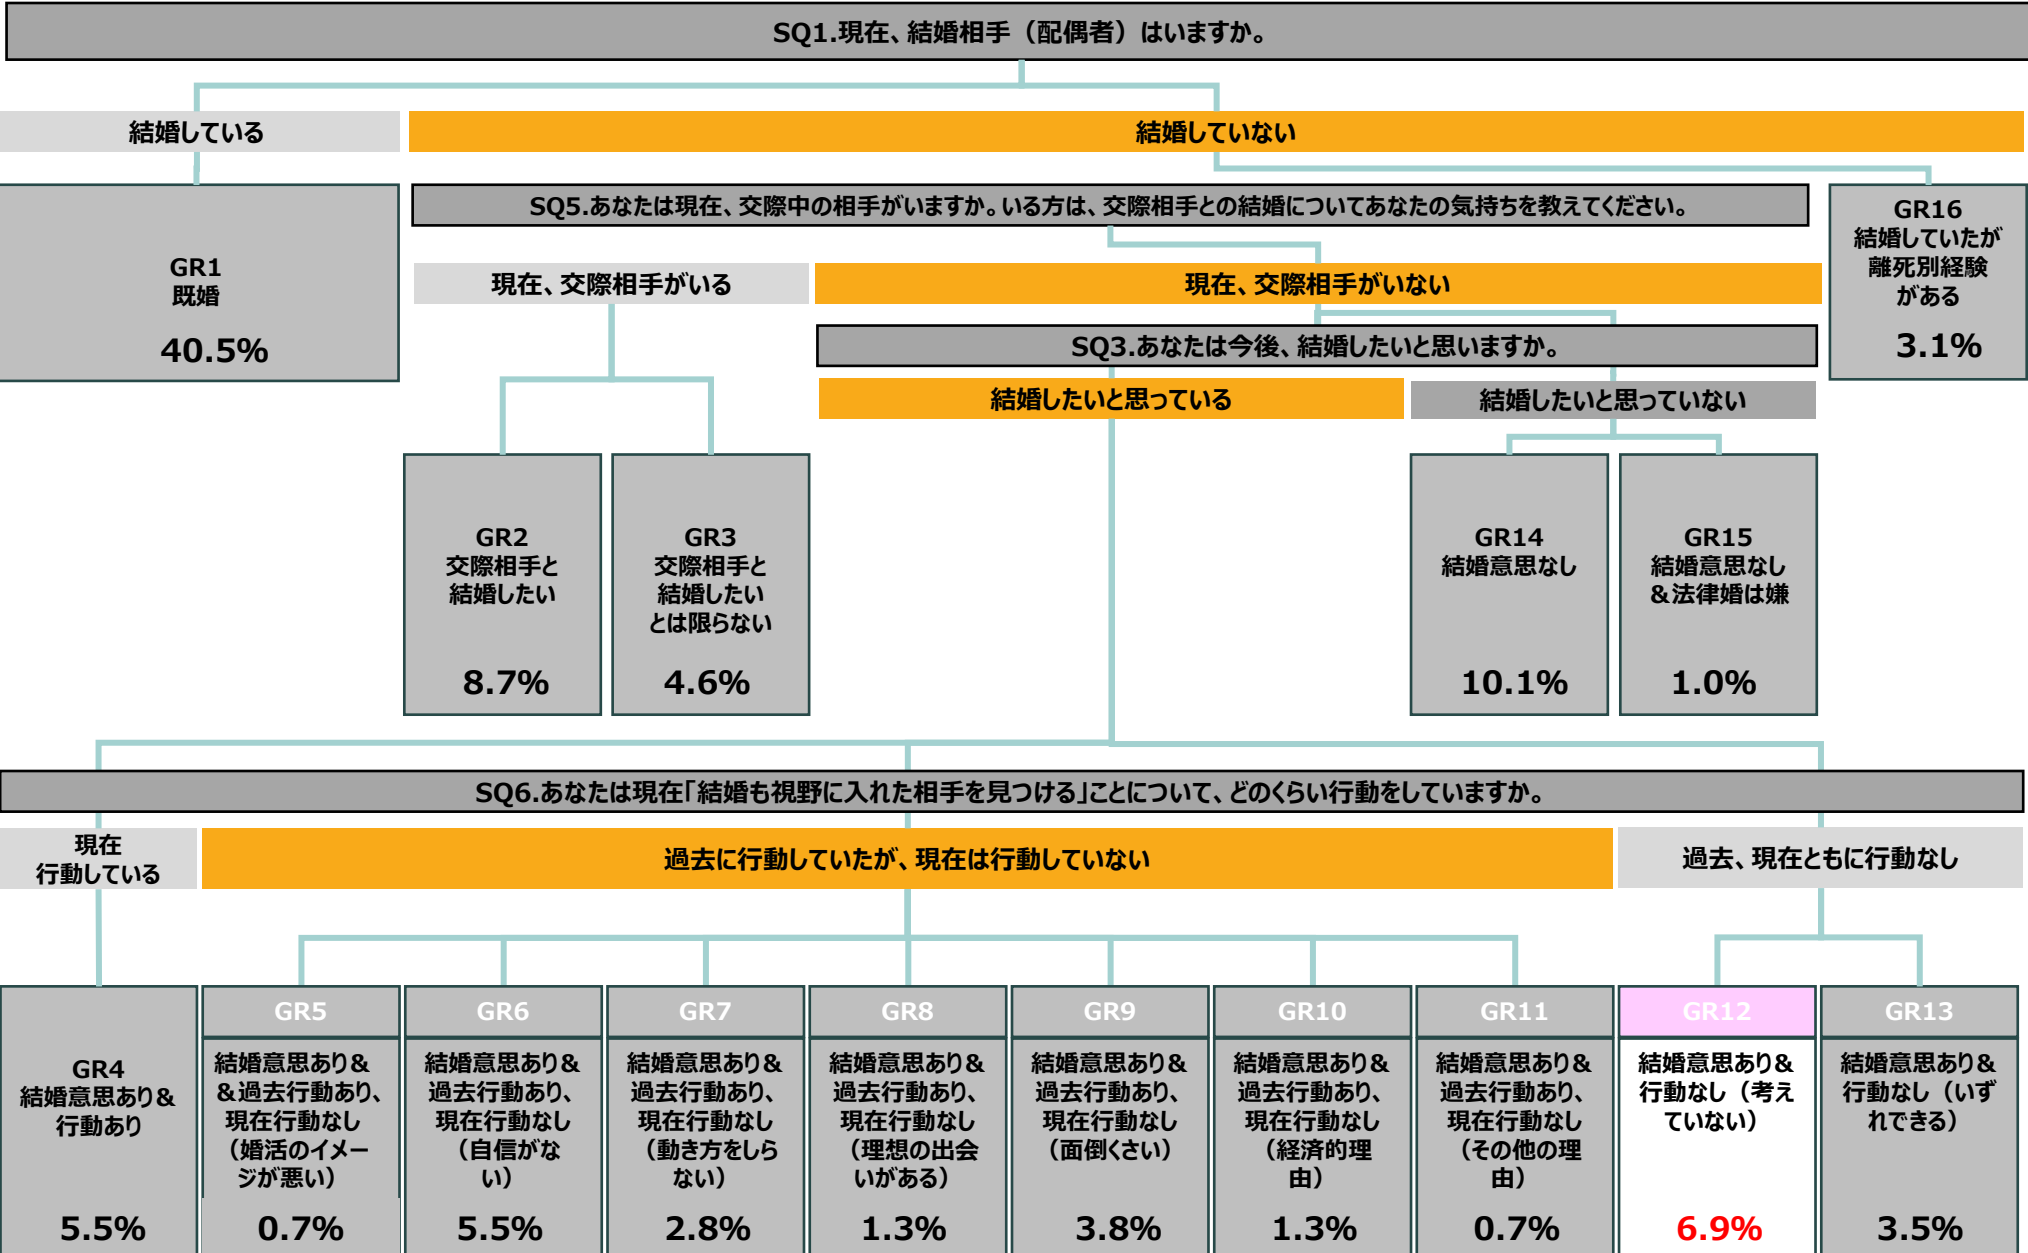 SQ1.現在、結婚相手（配偶者）はいますか。
結婚している
結婚していない
GR1
既婚
40.5%
SQ5.あなたは現在、交際中の相手がいますか。いる方は、交際相手との結婚についてあなたの気持ちを教えてください。
GR16
結婚していたが
離死別経験
がある
3.1%
現在、交際相手がいる
現在、交際相手がいない
SQ3.あなたは今後、結婚したいと思いますか。
結婚したいと思っている
結婚したいと思っていない
GR2
交際相手と
結婚したい
8.7%
GR3
交際相手と
結婚したい
とは限らない
4.6%
GR14
結婚意思なし
10.1%
GR15
結婚意思なし
&法律婚は嫌
1.0%
SQ6.あなたは現在「結婚も視野に入れた相手を見つける」ことについて、どのくらい行動をしていますか。
現在
行動している
過去に行動していたが、現在は行動していない
過去、現在ともに行動なし
GR4
結婚意思あり&
行動あり
5.5%
GR5
結婚意思あり&
&過去行動あり、
現在行動なし
（婚活のイメー
ジが悪い）
0.7%
GR6
結婚意思あり&
過去行動あり、
現在行動なし
（自信がな
い）
5.5%
GR7
結婚意思あり&
過去行動あり、
現在行動なし
（動き方をしら
ない）
2.8%
GR8
結婚意思あり&
過去行動あり、
現在行動なし
（理想の出会
いがある）
1.3%
GR9
結婚意思あり&
過去行動あり、
現在行動なし
（面倒くさい）
3.8%
GR10
結婚意思あり&
過去行動あり、
現在行動なし
（経済的理
由）
1.3%
GR11
結婚意思あり&
過去行動あり、
現在行動なし
（その他の理
由）
0.7%
GR12
結婚意思あり&
行動なし（考え
ていない）
6.9%
GR13
結婚意思あり&
行動なし（いず
れできる）
3.5%